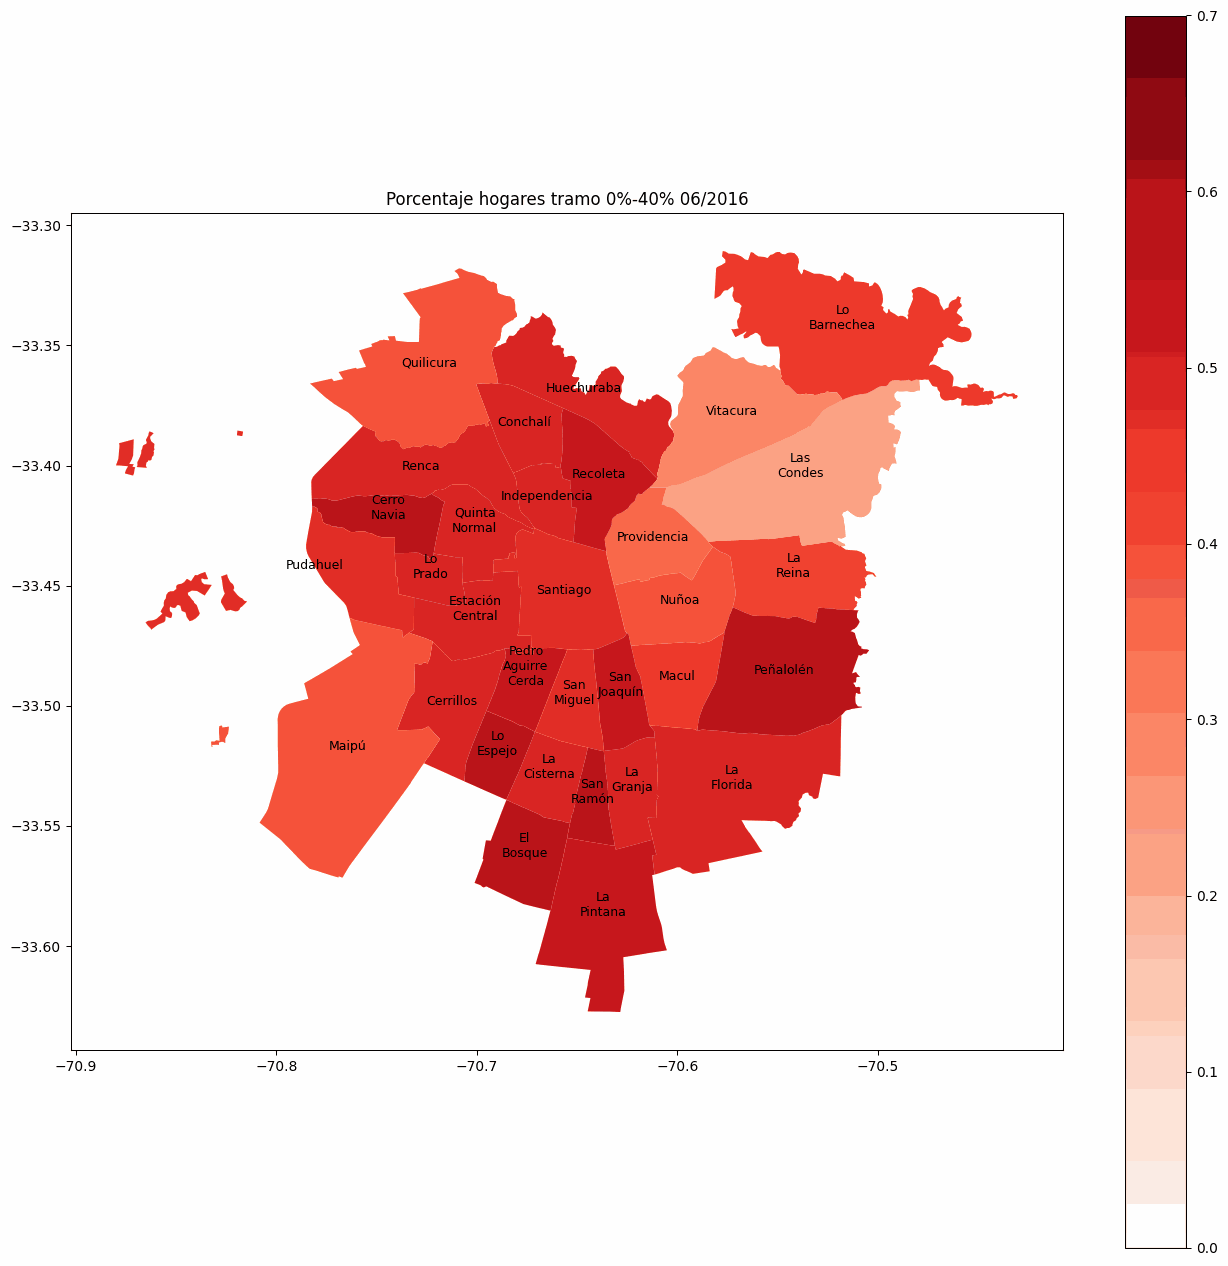 Porcentaje hogares tramo 0%-40% 06/2016
0.7
0.6
0.5
0.4
0.3
0.2
0.1
0.0
−33.30
−33.35
−33.40
−33.45
−33.50
−33.55
−33.60
−70.9
−70.8
−70.7
−70.6
−70.5
Lo
Barnechea
Quilicura
Huechuraba
Vitacura
Conchalí
Las
Condes
Renca
Recoleta
Independencia
Cerro
Navia
Quinta
Normal
Providencia
Pudahuel
Lo
Prado
La
Reina
Santiago
Nuñoa
Estación
Central
Pedro
Aguirre
Cerda
Peñalolén
Macul
San
Joaquín
San
Miguel
Cerrillos
Maipú
Lo
Espejo
La
Cisterna
La
Granja
La
Florida
San
Ramón
El
Bosque
La
Pintana